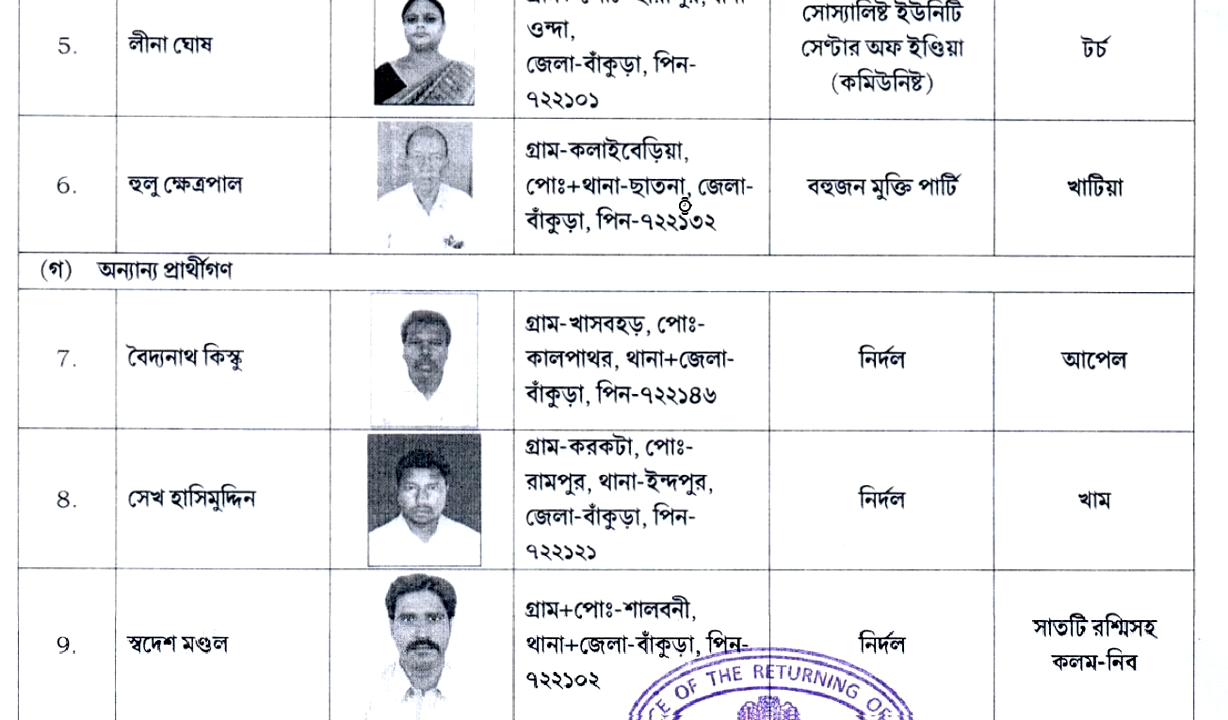 5.
লীনা ঘোষ
ওন্দা,
জেলা-বাঁকুড়া, পিন-
৭২২১০১
সোস্যালিষ্ট ইউনিটি
সেন্টার অফ ইণ্ডিয়া
(কমিউনিষ্ট)
টর্চ
6.
হুলু ক্ষেত্রপাল
গ্রাম-কলাইবেড়িয়া,
পোঃ+থানা-ছাতনা, জেলা-
বাঁকুড়া, পিন-৭২২১৩২
বহুজন মুক্তি পার্টি
খাটিয়া
(গ) অন্যান্য প্রার্থীগণ
7.
বৈদ্যনাথ কিস্কু
গ্রাম-খাসবহড়, পোঃ-
কালপাথর, থানা+জেলা-
বাঁকুড়া, পিন-৭২২১৪৬
নির্দল
আপেল
8.
সেখ হাসিমুদ্দিন
গ্রাম-করকটা, পোঃ-
রামপুর, থানা-ইন্দপুর,
জেলা-বাঁকুড়া, পিন-
৭২২১২১
নির্দল
খাম
9.
স্বদেশ মণ্ডল
গ্রাম+পোঃ-শালবনী,
থানা+জেলা-বাঁকুড়া, পিন-
৭২২১০২
নির্দল
সাতটি রশ্মিসহ
কলম-নিব
OF THE RETURNING